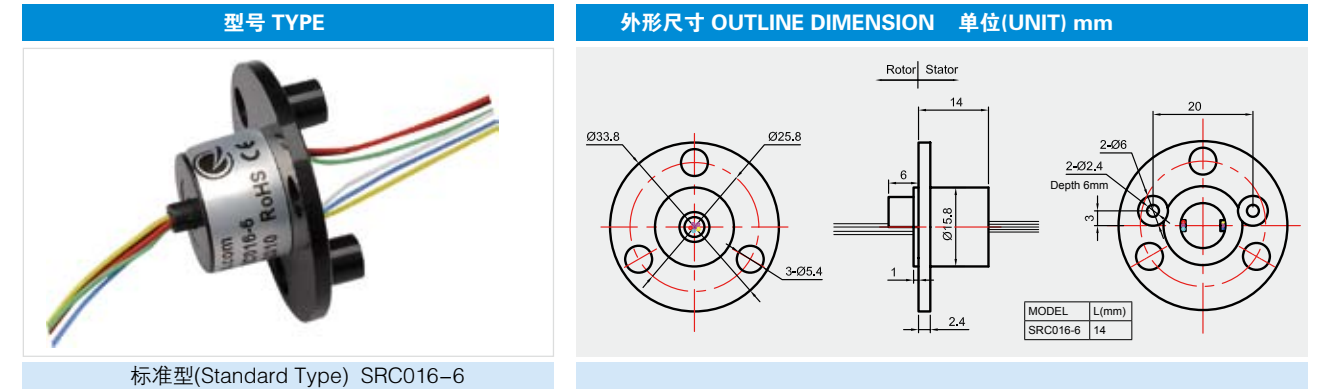 型号 TYPE
外形尺寸 OUTLINE DIMENSION 单位(UNIT) mm
CE
RoHS
.com
C016-6
标准型(Standard Type) SRC016-6
Rotor Stator
14
Ø33.8
Ø25.8
6
Ø15.8
3-Ø5.4
1
2.4
20
2-Ø6
2-Ø2.4
Depth 6mm
3
MODEL L(mm)
SRC016-6 14